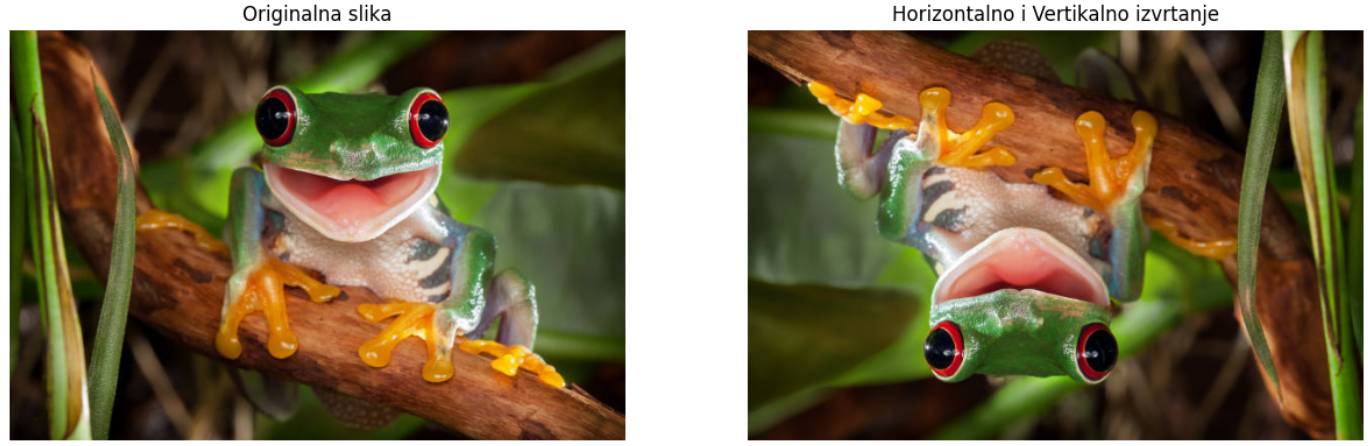 Originalna slika
Horizontalno i Vertikalno izvrtanje